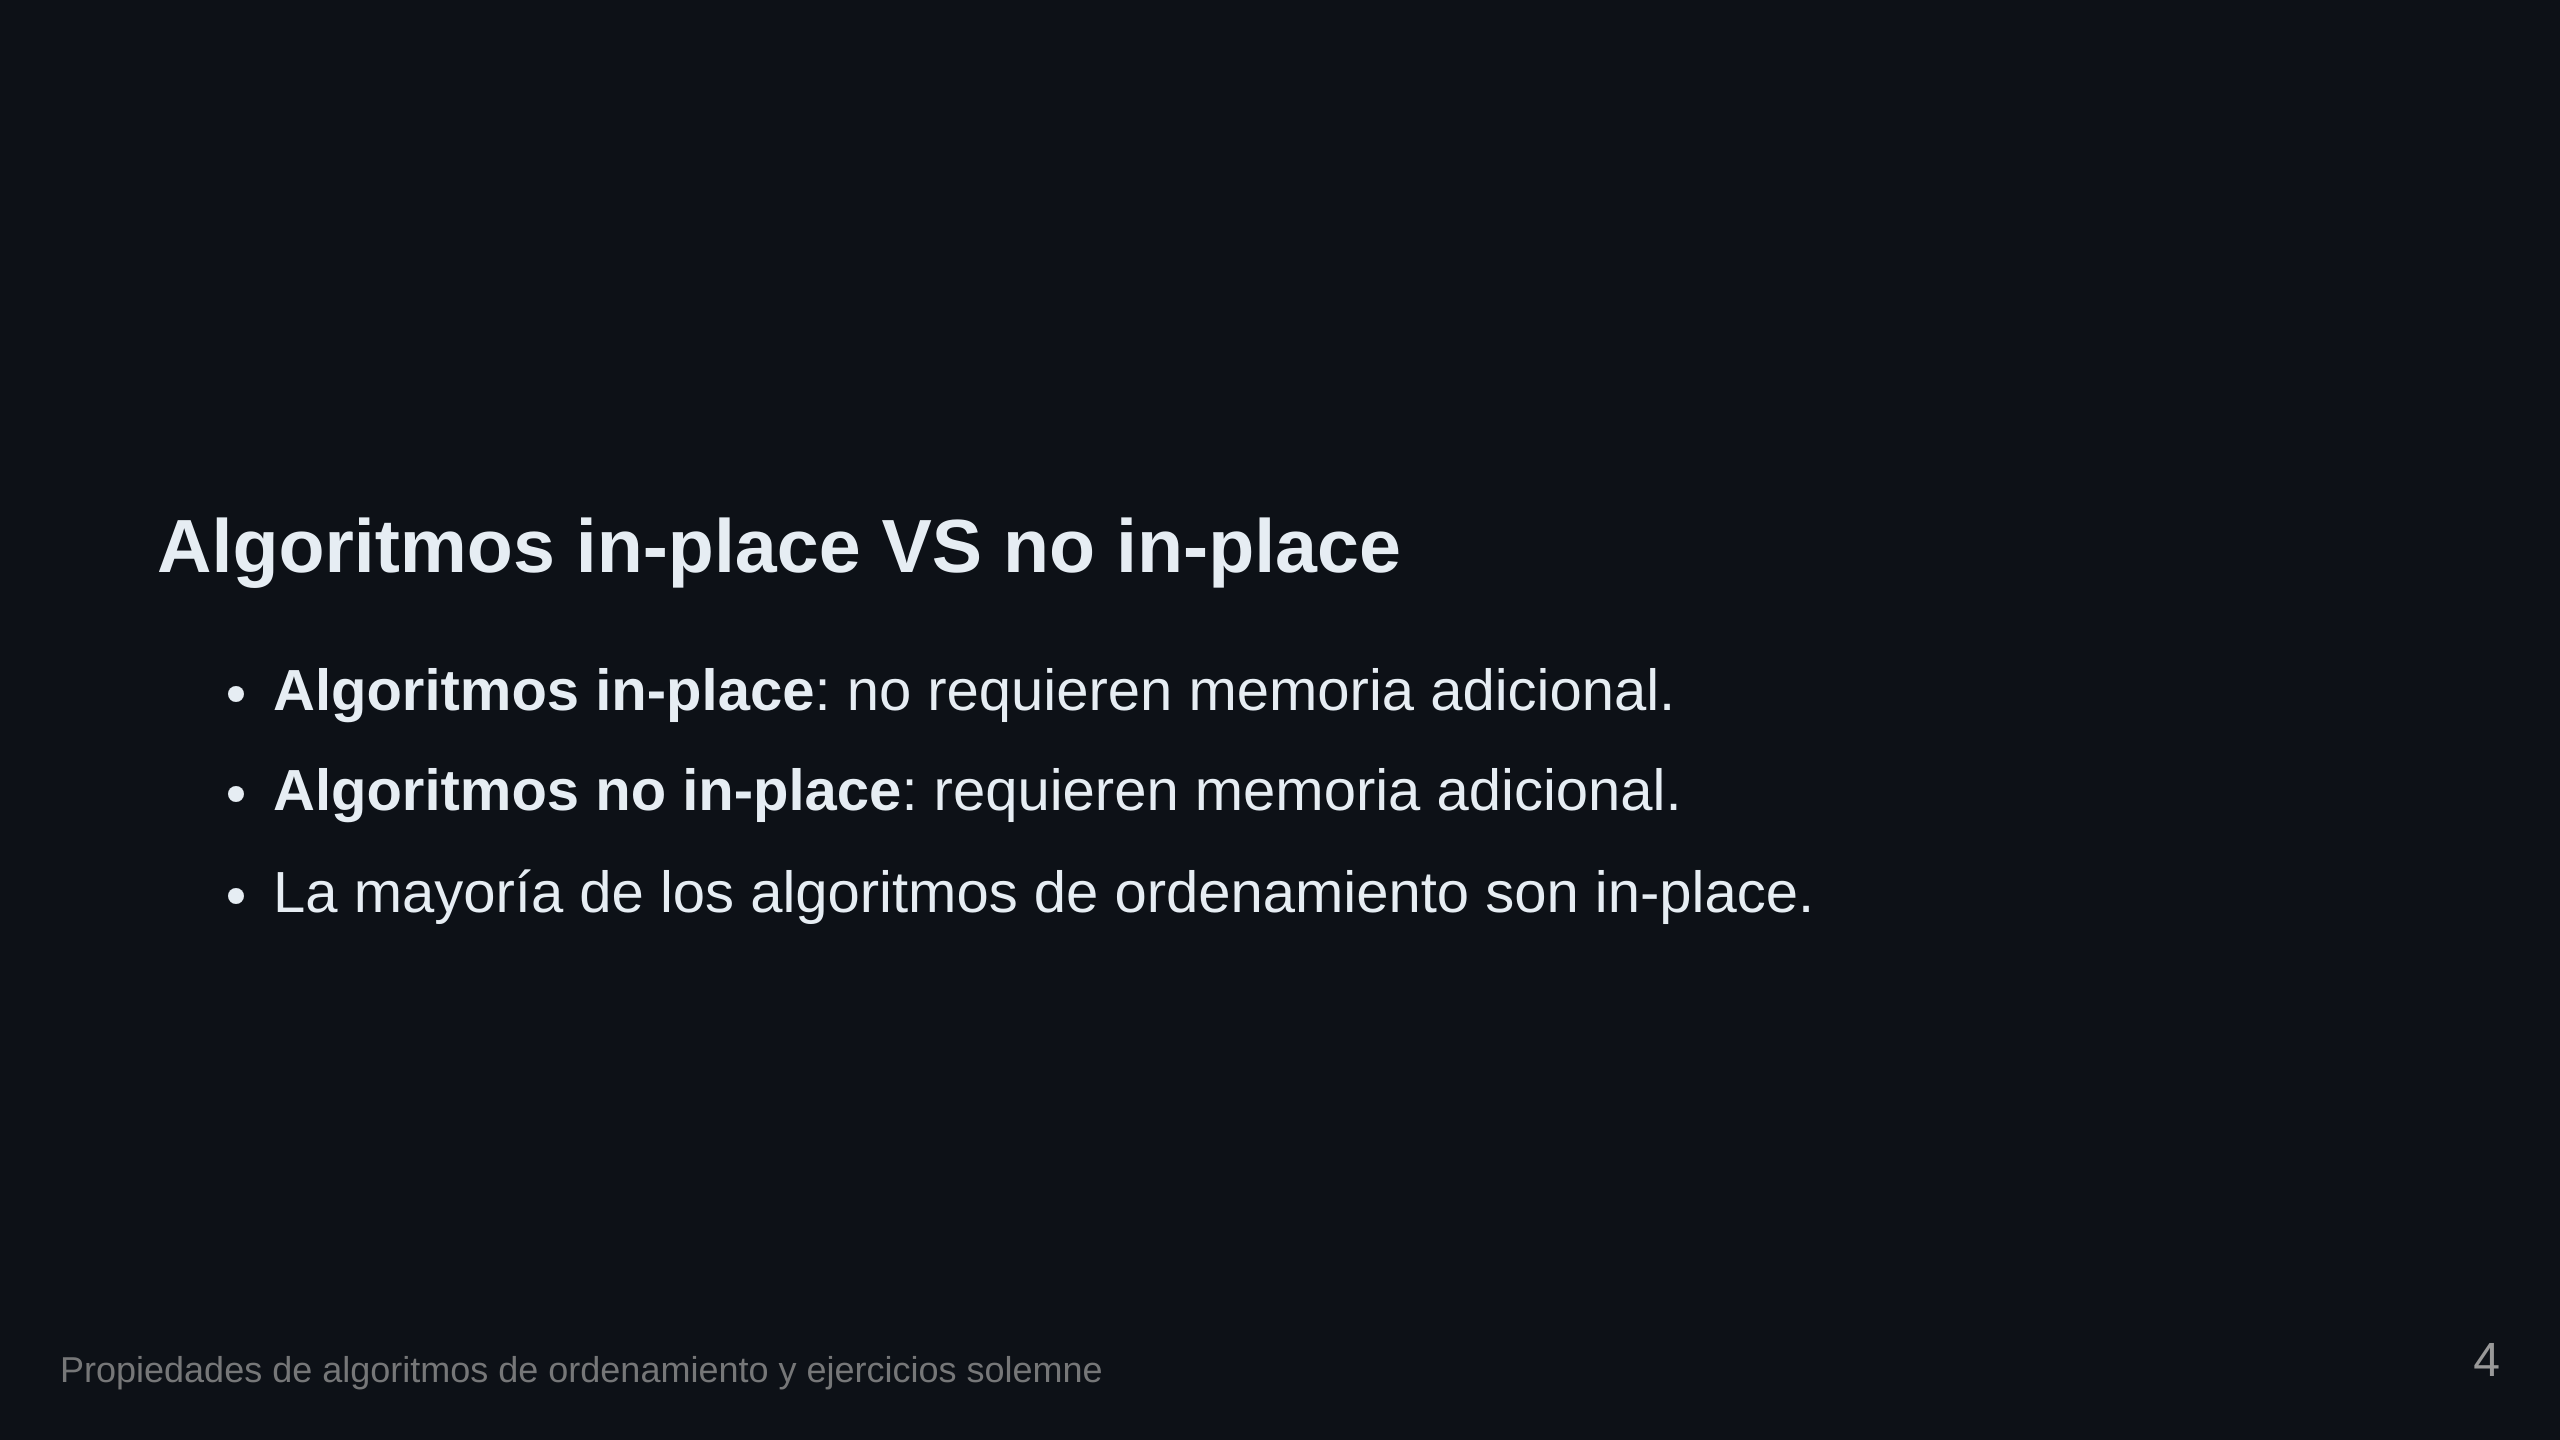 Algoritmos in-place VS no in-place
• Algoritmos in-place: no requieren memoria adicional.
• Algoritmos no in-place: requieren memoria adicional.
• La mayoría de los algoritmos de ordenamiento son in-place.
Propiedades de algoritmos de ordenamiento y ejercicios solemne
4